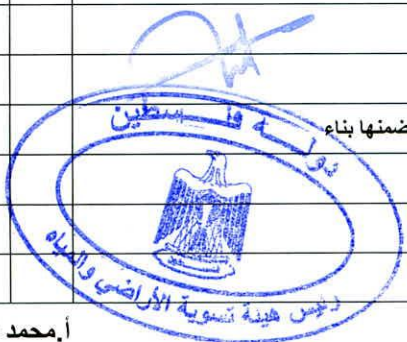 دولة فلسطين
ضمنها بناء
رئيس هيئة تسوية الأراضي والمياه
أ.محمد